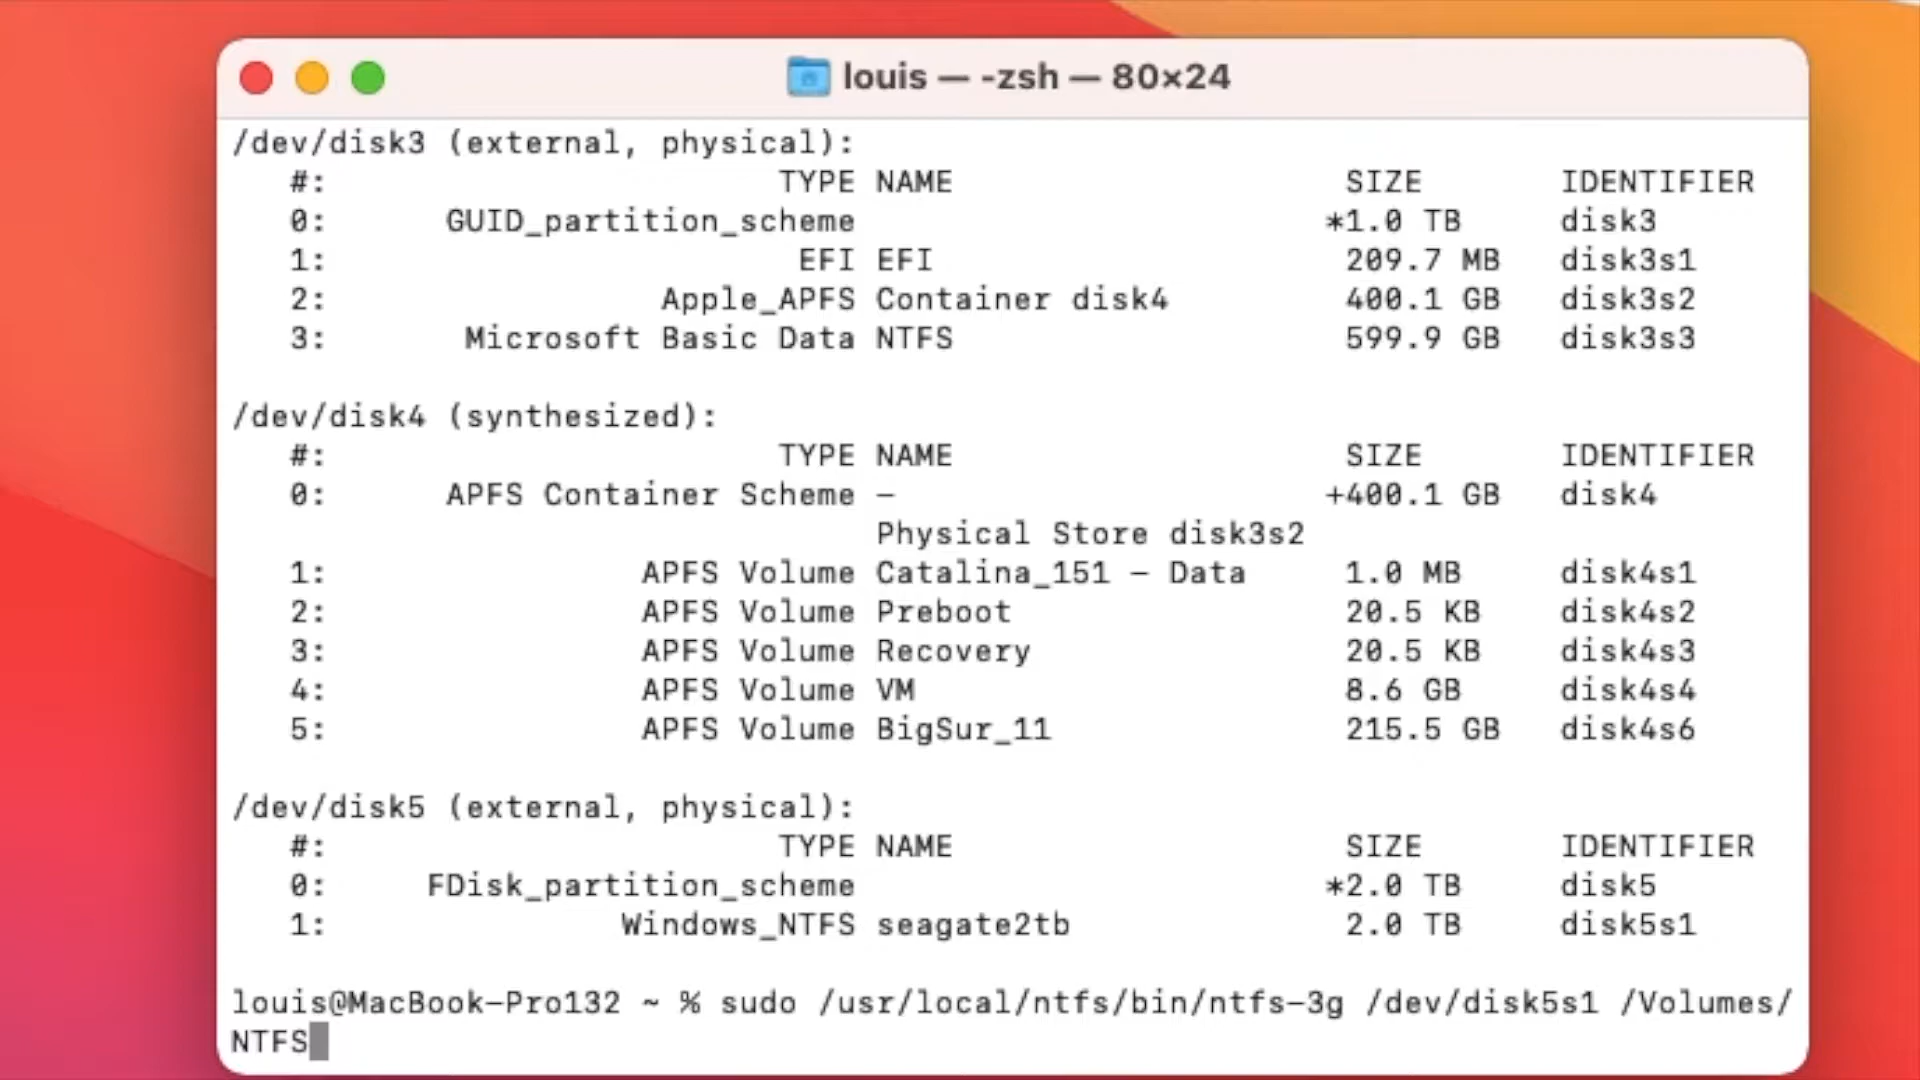 louis — -zsh — 80×24
/dev/disk3 (external, physical):
#: TYPE NAME SIZE IDENTIFIER
0: GUID_partition_scheme *1.0 TB disk3
1: EFI EFI 209.7 MB disk3s1
2: Apple_APFS Container disk4 400.1 GB disk3s2
3: Microsoft Basic Data NTFS 599.9 GB disk3s3
/dev/disk4 (synthesized):
#: TYPE NAME SIZE IDENTIFIER
0: APFS Container Scheme - +400.1 GB disk4
Physical Store disk3s2
1: APFS Volume Catalina_151 - Data 1.0 MB disk4s1
2: APFS Volume Preboot 20.5 KB disk4s2
3: APFS Volume Recovery 20.5 KB disk4s3
4: APFS Volume VM 8.6 GB disk4s4
5: APFS Volume BigSur_11 215.5 GB disk4s6
/dev/disk5 (external, physical):
#: TYPE NAME SIZE IDENTIFIER
0: FDisk_partition_scheme *2.0 TB disk5
1: Windows_NTFS seagate2tb 2.0 TB disk5s1
louis@MacBook-Pro132 ~ % sudo /usr/local/ntfs/bin/ntfs-3g /dev/disk5s1 /Volumes/
NTFS